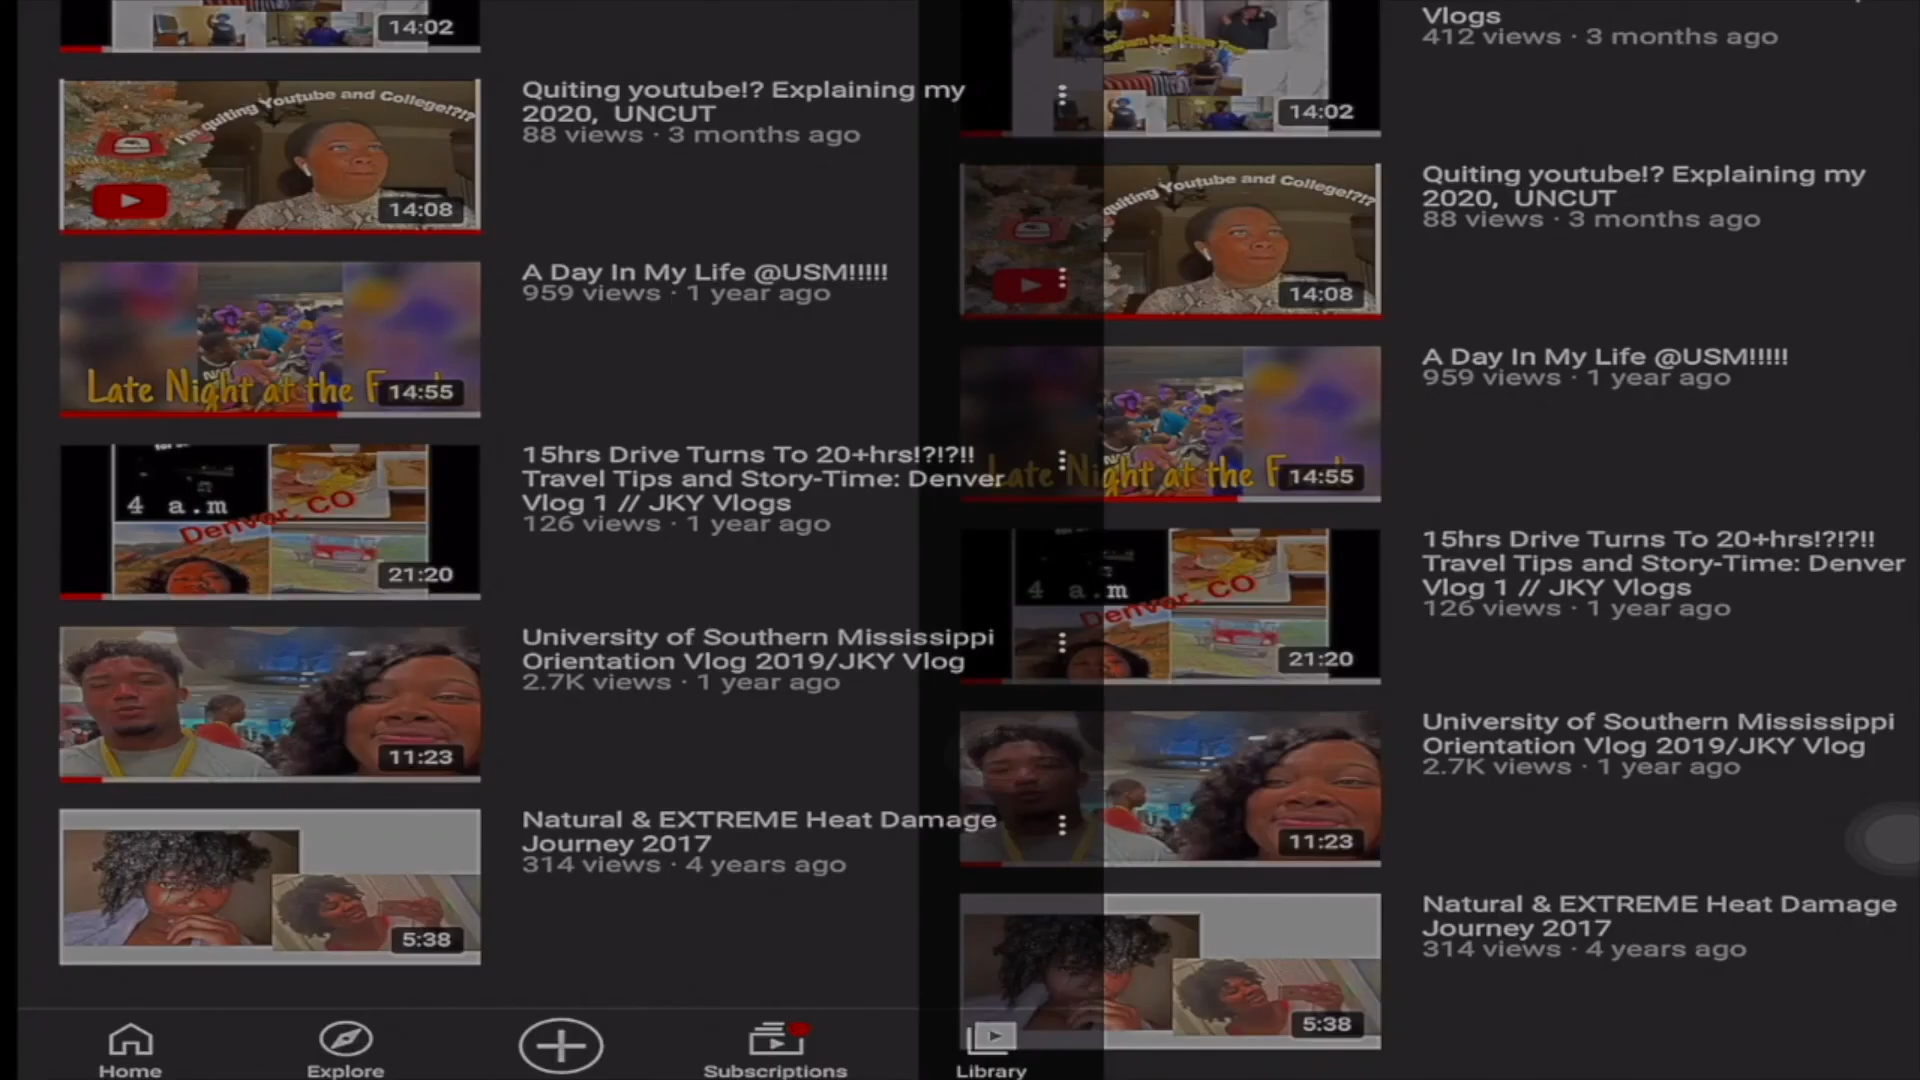 14:02
I'm quiting Youtube and College!?!?
14:08
Quiting youtube!? Explaining my
2020, UNCUT
88 views · 3 months ago
Late Night at the F
14:55
A Day In My Life @USM!!!!!
959 views · 1 year ago
4 a.m
Denver, CO
21:20
15hrs Drive Turns To 20+hrs!?!?!!
Travel Tips and Story-Time: Denver
Vlog 1 // JKY Vlogs
126 views · 1 year ago
11:23
University of Southern Mississippi
Orientation Vlog 2019/JKY Vlog
2.7K views · 1 year ago
5:38
Natural & EXTREME Heat Damage
Journey 2017
314 views · 4 years ago
Home
Explore
Subscriptions
Library
14:02
Vlogs
412 views · 3 months ago
quiting Youtube and College!?!?
14:08
Quiting youtube!? Explaining my
2020, UNCUT
88 views · 3 months ago
Late Night at the F
14:55
A Day In My Life @USM!!!!!
959 views · 1 year ago
4 a.m
Denver, CO
21:20
15hrs Drive Turns To 20+hrs!?!?!!
Travel Tips and Story-Time: Denver
Vlog 1 // JKY Vlogs
126 views · 1 year ago
11:23
University of Southern Mississippi
Orientation Vlog 2019/JKY Vlog
2.7K views · 1 year ago
5:38
Natural & EXTREME Heat Damage
Journey 2017
314 views · 4 years ago